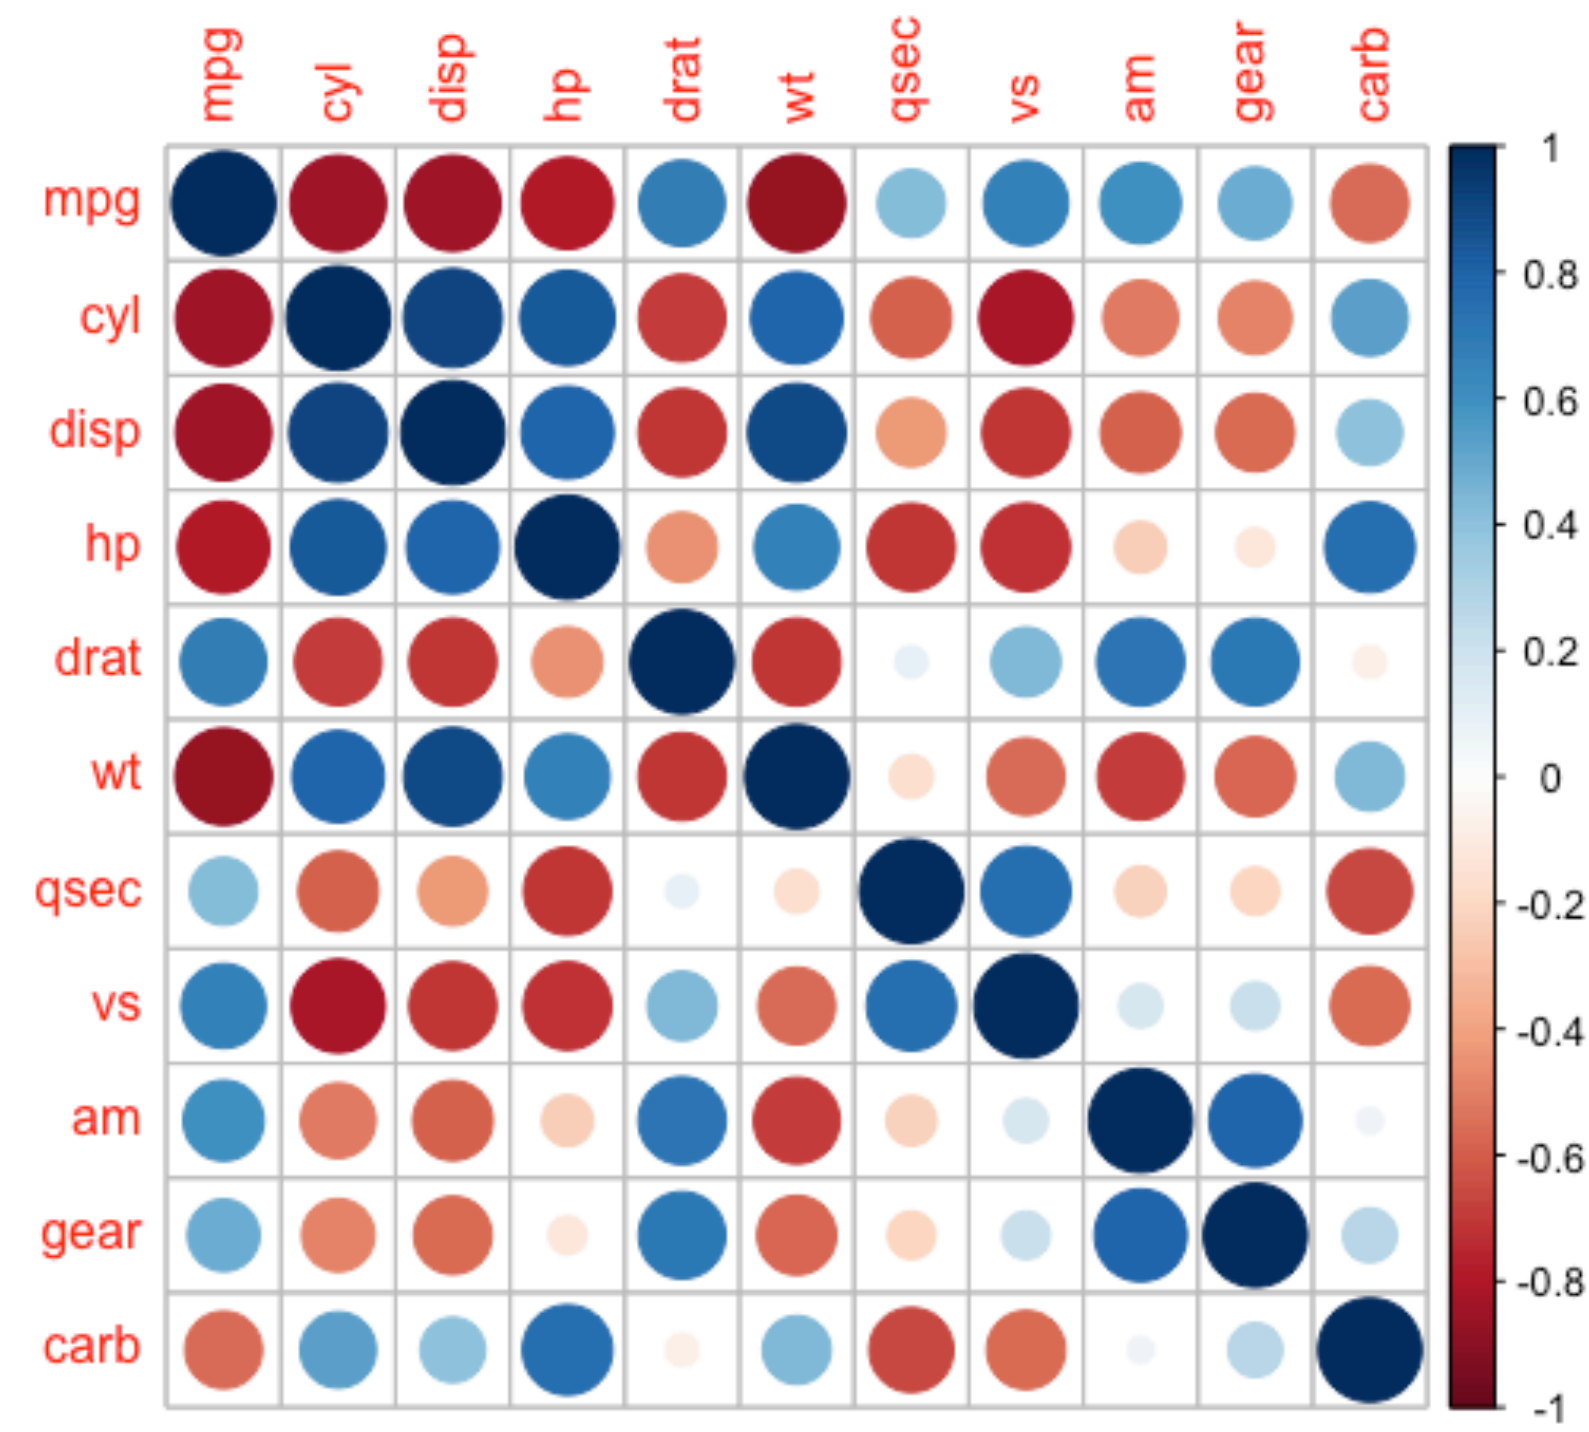 mpg cyl disp hp drat wt qsec vs am gear carb
mpg
cyl
disp
hp
drat
wt
qsec
vs
am
gear
carb
1
0.8
0.6
0.4
0.2
0
-0.2
-0.4
-0.6
-0.8
-1